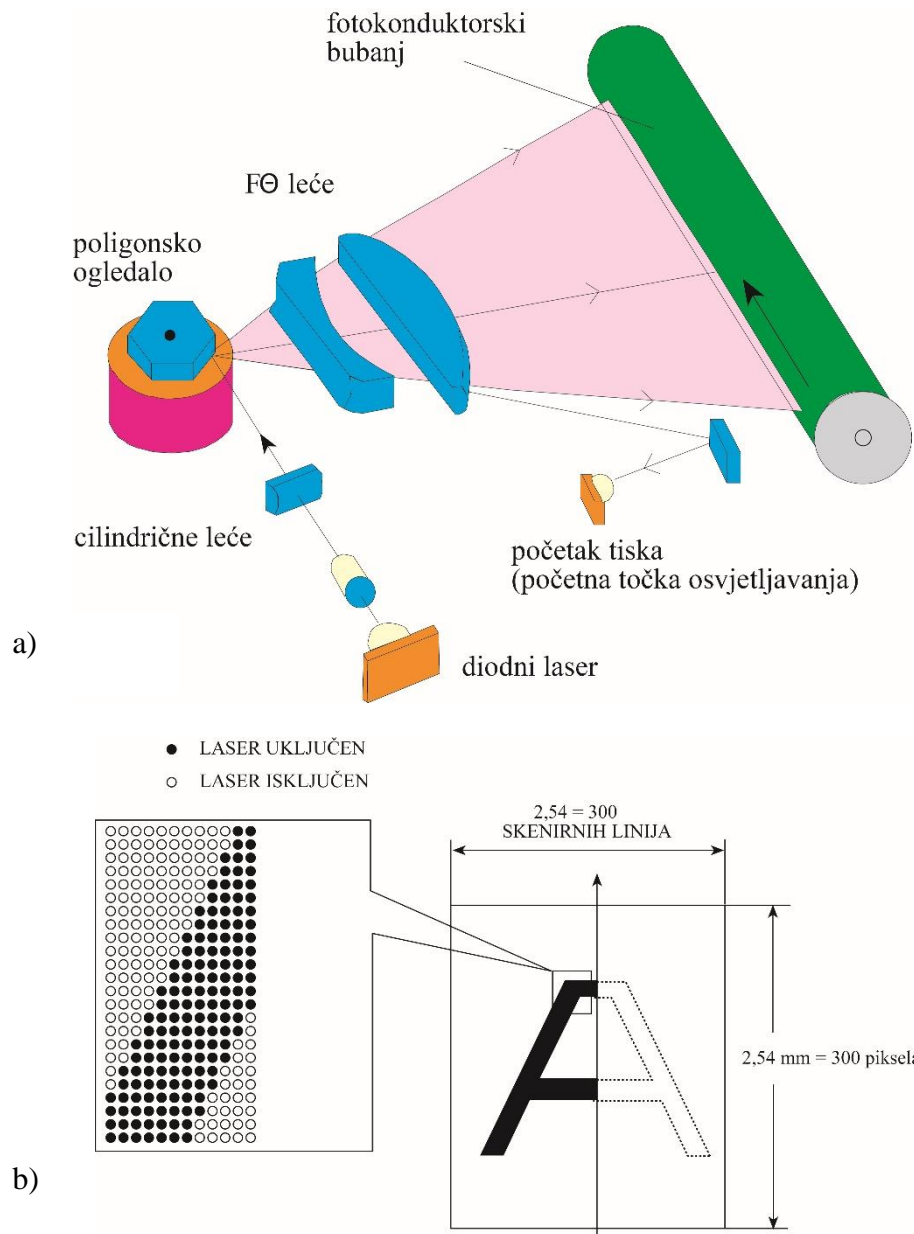 fotokonduktorski
bubanj
FΘ leće
poligonsko
ogledalo
cilindrične leće
početak tiska
(početna točka osvjetljavanja)
diodni laser
a)
LASER UKLJUČEN
LASER ISKLJUČEN
2,54 = 300
SKENIRNIH LINIJA
2,54 mm = 300 piksela
b)